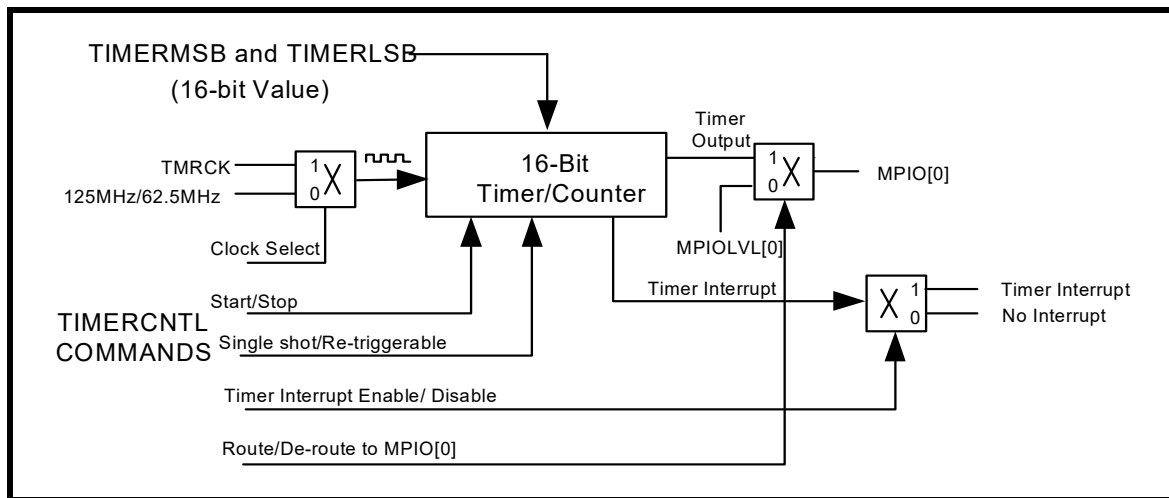 TIMERMSB and TIMERLSB
(16-bit Value)
Timer
Output
16-Bit
Timer/Counter
TMRCK
1
125MHz/62.5MHz
0
X
1
0
X
MPIO[0]
Clock Select
MPIOLVL[0]
Timer Interrupt
X
1
0
Timer Interrupt
No Interrupt
Start/Stop
TIMERCNTL
COMMANDS
Single shot/Re-triggerable
Timer Interrupt Enable/ Disable
Route/De-route to MPIO[0]